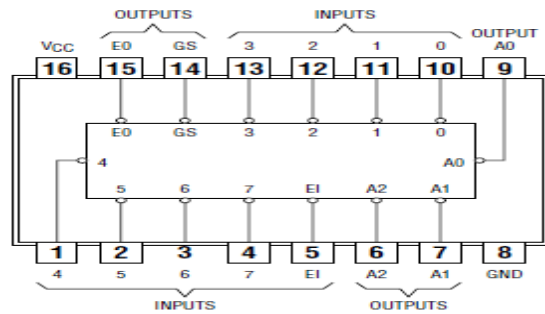 OUTPUTS INPUTS OUTPUT
VCC E0 GS 3 2 1 0 A0
16 15 14 13 12 11 10 9
E0 GS 3 2 1 0
4 A0
5 6 7 EI A2 A1
1 2 3 4 5 6 7 8
4 5 6 7 EI A2 A1 GND
INPUTS OUTPUTS